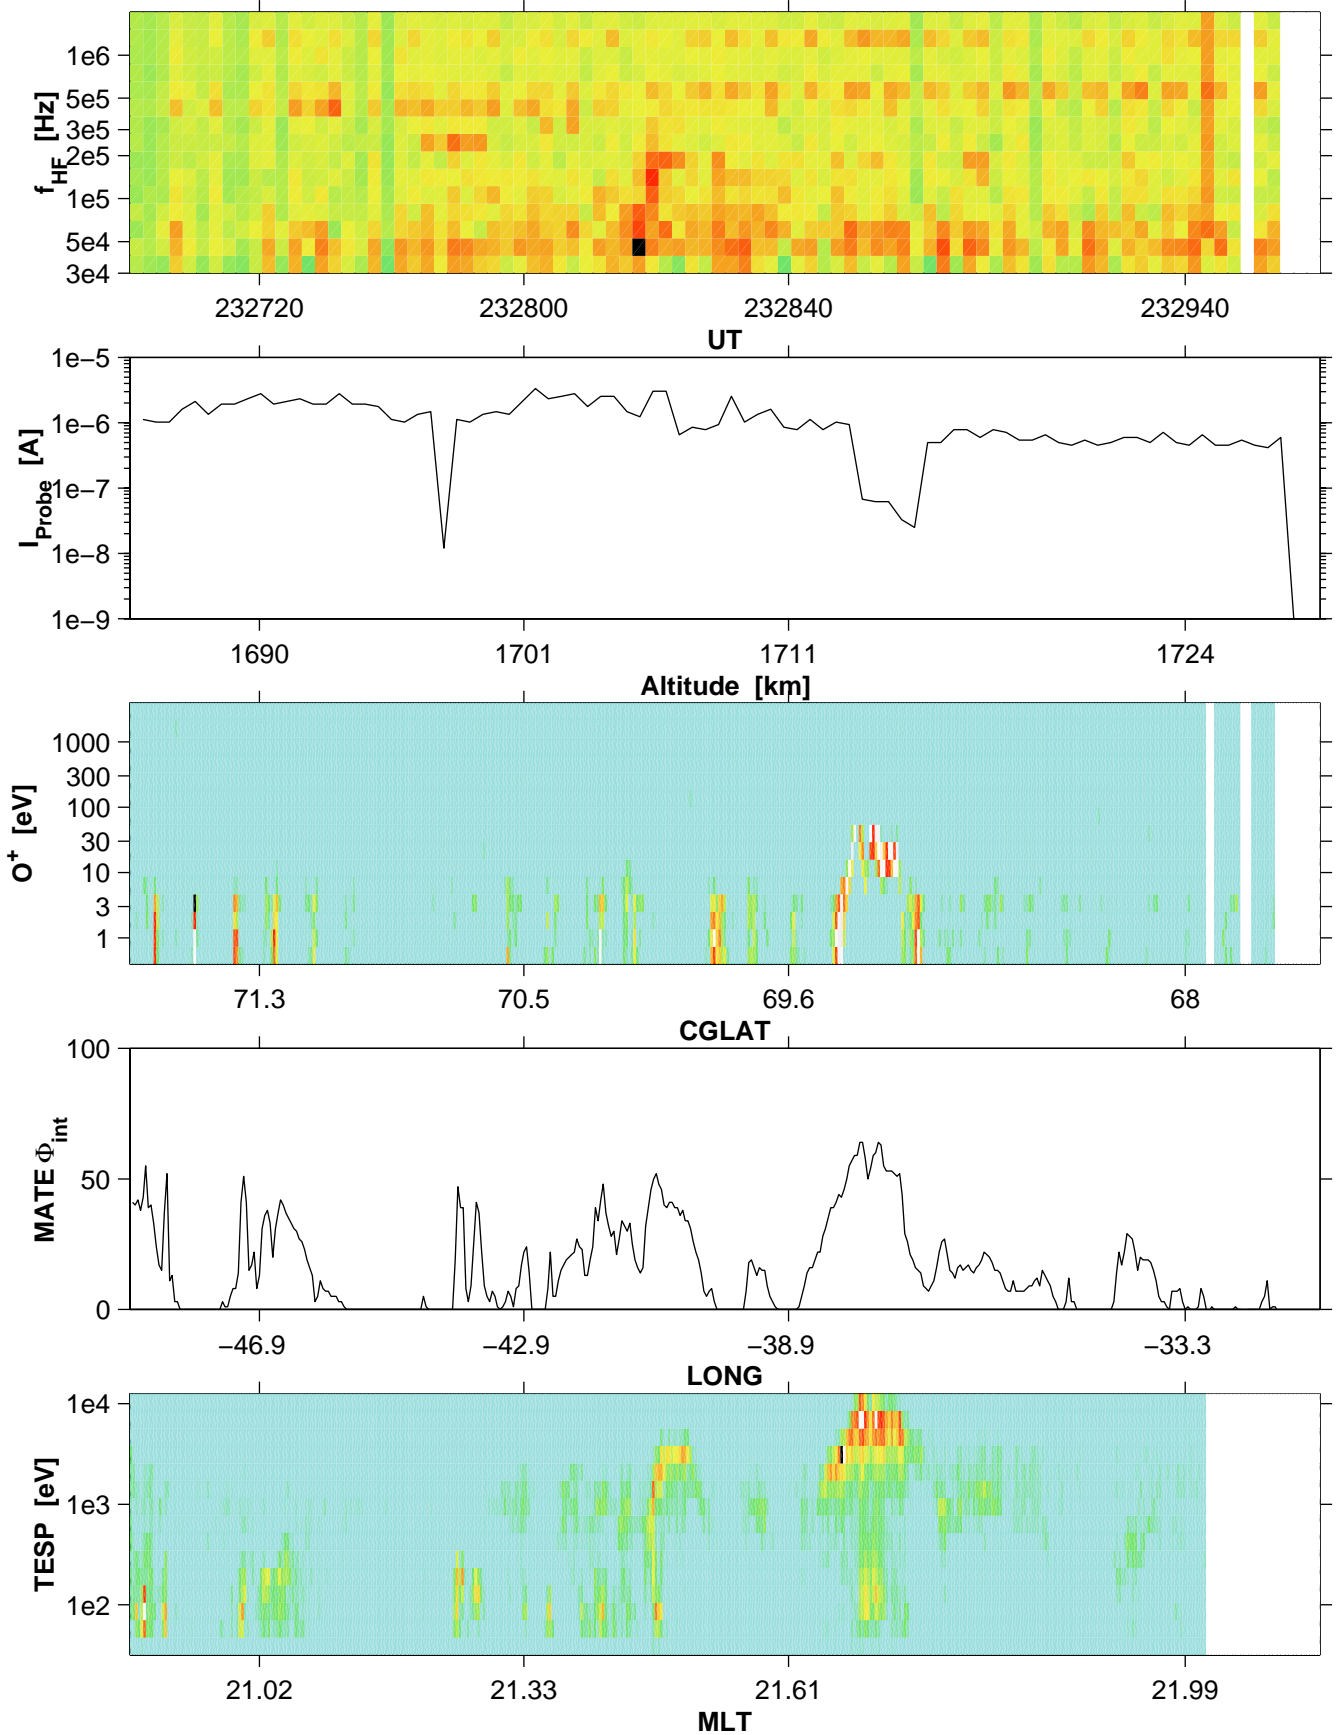 f_HF [Hz]
1e6
5e5
3e5
2e5
1e5
5e4
3e4
232720 232800 232840 232940
UT
I_Probe [A]
1e−5
1e−6
1e−7
1e−8
1e−9
1690 1701 1711 1724
Altitude [km]
O⁺ [eV]
1000
300
100
30
10
3
1
71.3 70.5 69.6 68
CGLAT
MATE Φ_int
100
50
0
−46.9 −42.9 −38.9 −33.3
LONG
TESP [eV]
1e4
1e3
1e2
21.02 21.33 21.61 21.99
MLT